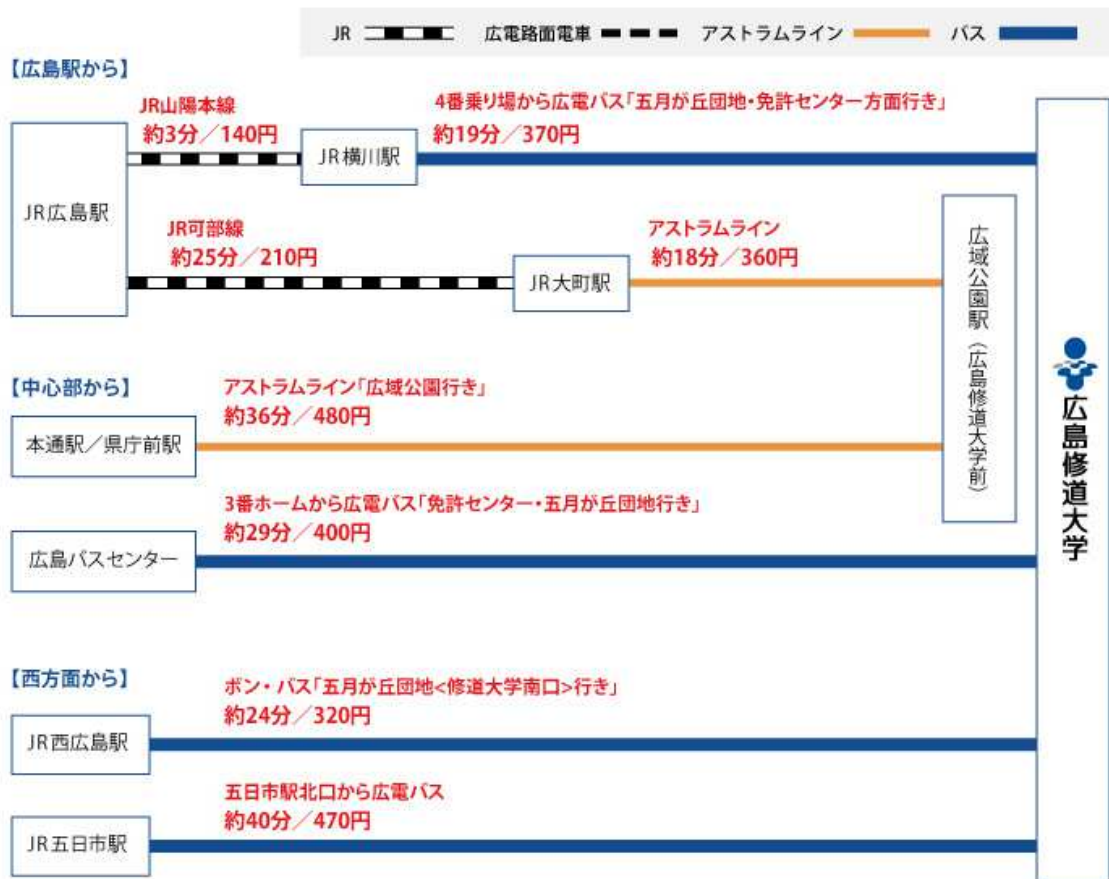 JR 広電路面電車 アストラムライン バス
【広島駅から】
JR山陽本線
約3分／140円
4番乗り場から広電バス「五月が丘団地・免許センター方面行き」
約19分／370円
JR広島駅
JR横川駅
JR可部線
約25分／210円
アストラムライン
約18分／360円
JR大町駅
広域公園駅（広島修道大学前）
広島修道大学
【中心部から】
アストラムライン「広域公園行き」
約36分／480円
本通駅／県庁前駅
3番ホームから広電バス「免許センター・五月が丘団地行き」
約29分／400円
広島バスセンター
【西方面から】
ボン・バス「五月が丘団地<修道大学南口>行き」
約24分／320円
JR西広島駅
五日市駅北口から広電バス
約40分／470円
JR五日市駅